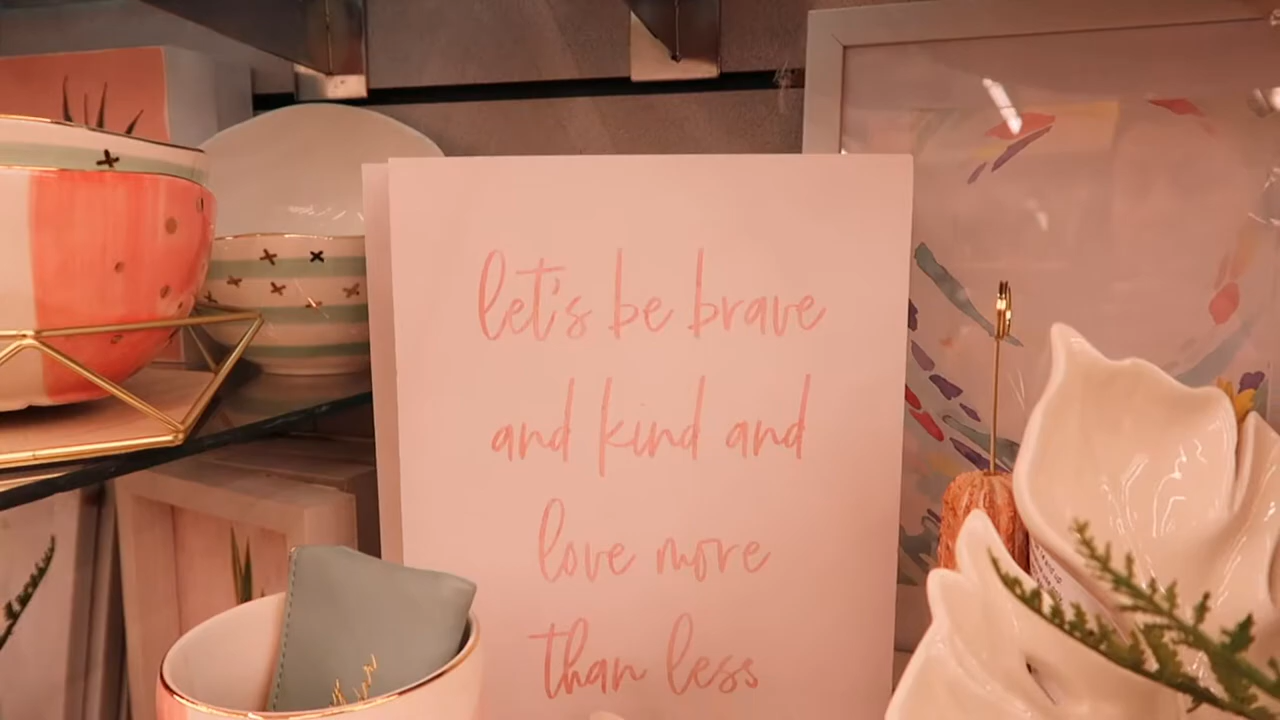 let's be brave
and kind and
love more
than less